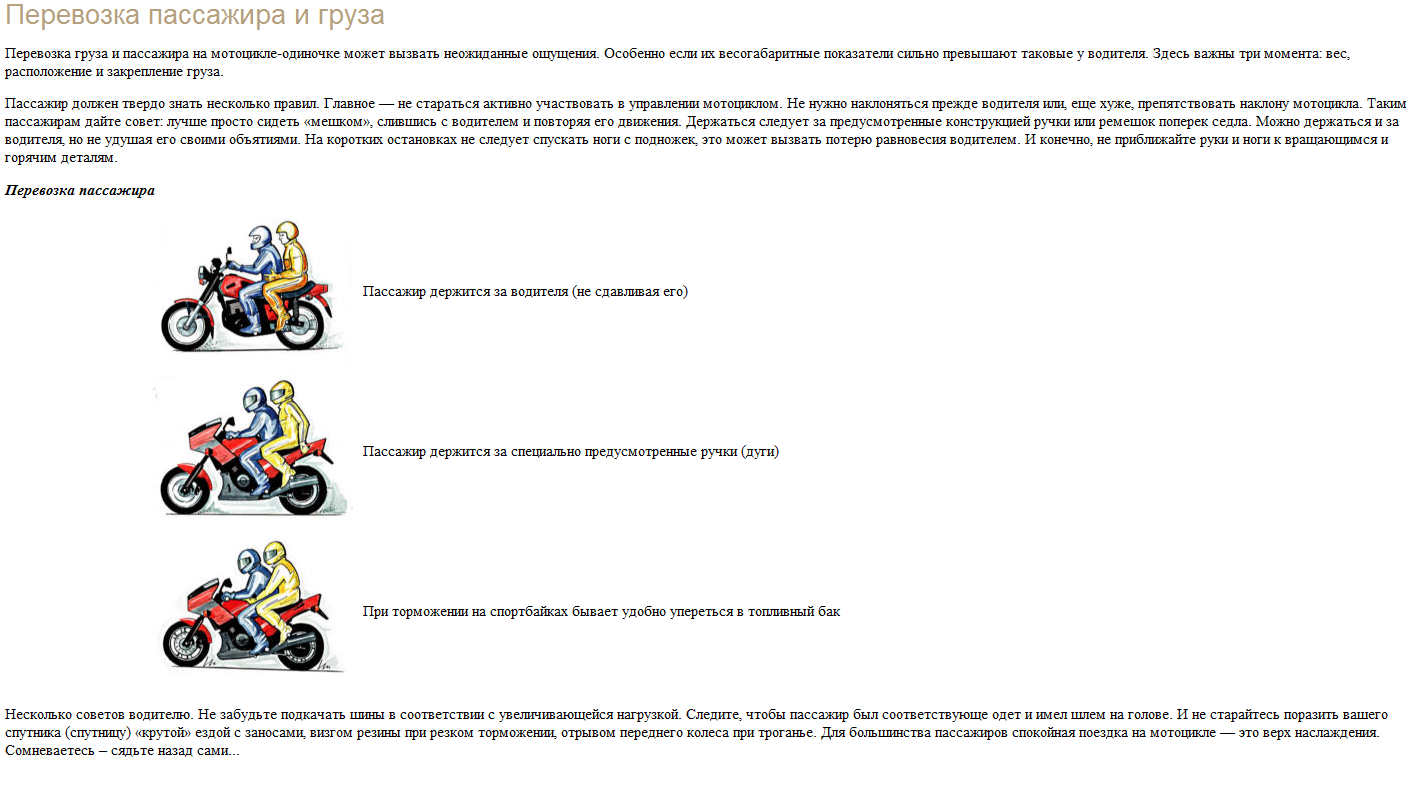 Перевозка пассажира и груза
Перевозка груза и пассажира на мотоцикле-одиночке может вызвать неожиданные ощущения. Особенно если их весогабаритные показатели сильно превышают таковые у водителя. Здесь важны три момента: вес,
расположение и закрепление груза.
Пассажир должен твердо знать несколько правил. Главное — не стараться активно участвовать в управлении мотоциклом. Не нужно наклоняться прежде водителя или, еще хуже, препятствовать наклону мотоцикла. Таким
пассажирам дайте совет: лучше просто сидеть «мешком», слившись с водителем и повторяя его движения. Держаться следует за предусмотренные конструкцией ручки или ремешок поперек седла. Можно держаться и за
водителя, но не удушая его своими объятиями. На коротких остановках не следует спускать ноги с подножек, это может вызвать потерю равновесия водителем. И конечно, не приближайте руки и ноги к вращающимся и
горячим деталям.
Перевозка пассажира
Пассажир держится за водителя (не сдавливая его)
Пассажир держится за специально предусмотренные ручки (дуги)
При торможении на спортбайках бывает удобно упереться в топливный бак
Несколько советов водителю. Не забудьте подкачать шины в соответствии с увеличивающейся нагрузкой. Следите, чтобы пассажир был соответствующе одет и имел шлем на голове. И не старайтесь поразить вашего
спутника (спутницу) «крутой» ездой с заносами, визгом резины при резком торможении, отрывом переднего колеса при троганье. Для большинства пассажиров спокойная поездка на мотоцикле — это верх наслаждения.
Сомневаетесь – сядьте назад сами...